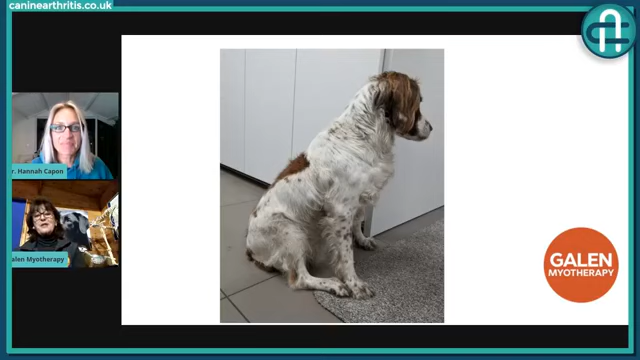 caninearthritis.co.uk
r. Hannah Capon
alen Myotherapy
GALEN
MYOTHERAPY